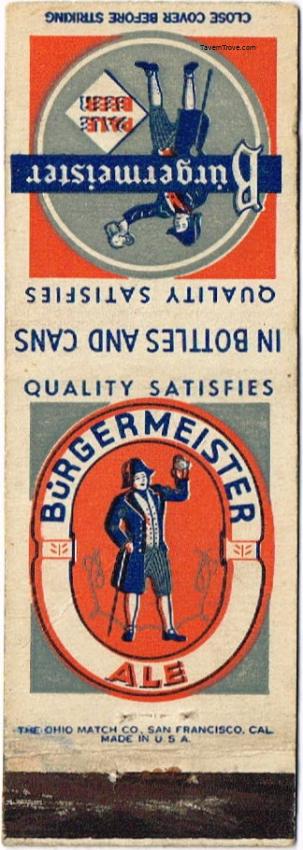 CLOSE COVER BEFORE STRIKING
TavernTrove.com
PALE
BEER
Bürgermeister
QUALITY SATISFIES
IN BOTTLES AND CANS
QUALITY SATISFIES
BÜRGERMEISTER
ALE
THE OHIO MATCH CO., SAN FRANCISCO, CAL.
MADE IN U.S.A.